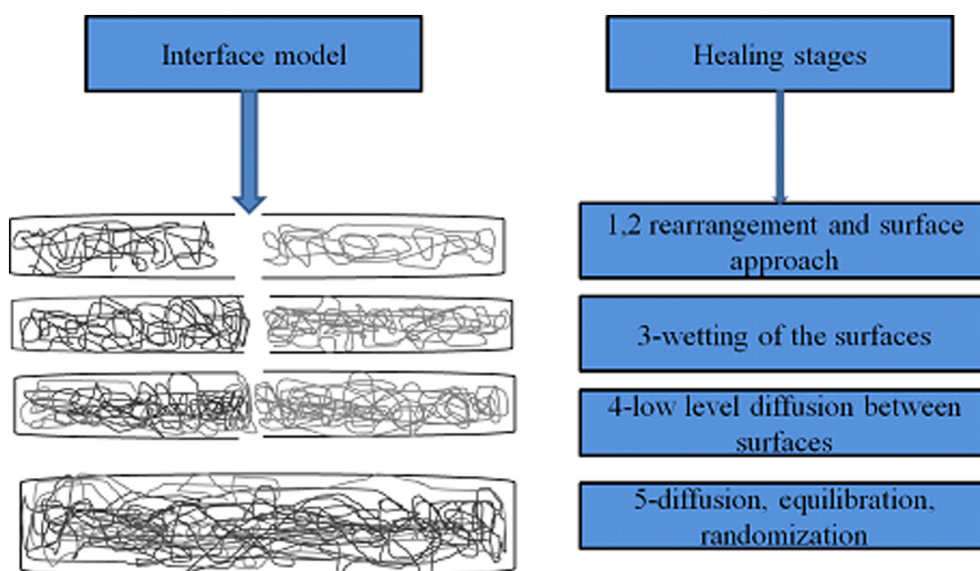 Interface model
Healing stages
1,2 rearrangement and surface
approach
3-wetting of the surfaces
4-low level diffusion between
surfaces
5-diffusion, equilibration,
randomization